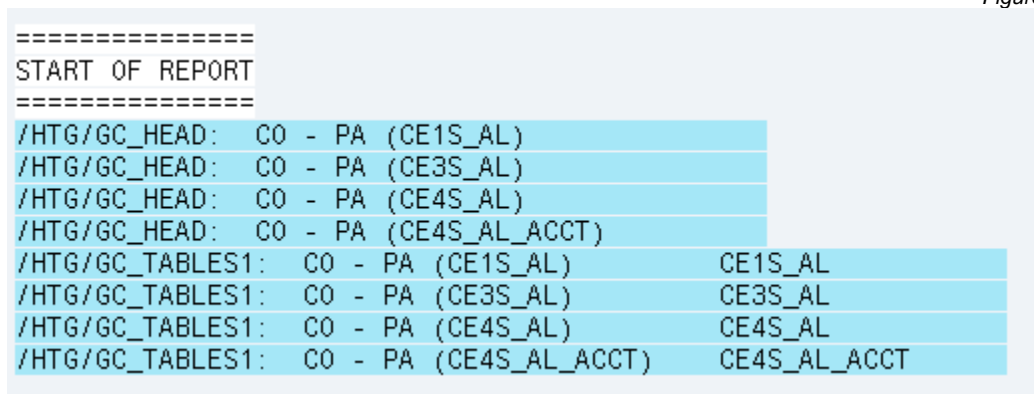 Figure
===============
START OF REPORT
===============
/HTG/GC_HEAD:  CO - PA (CE1S_AL)
/HTG/GC_HEAD:  CO - PA (CE3S_AL)
/HTG/GC_HEAD:  CO - PA (CE4S_AL)
/HTG/GC_HEAD:  CO - PA (CE4S_AL_ACCT)
/HTG/GC_TABLES1:  CO - PA (CE1S_AL)         CE1S_AL
/HTG/GC_TABLES1:  CO - PA (CE3S_AL)         CE3S_AL
/HTG/GC_TABLES1:  CO - PA (CE4S_AL)         CE4S_AL
/HTG/GC_TABLES1:  CO - PA (CE4S_AL_ACCT)    CE4S_AL_ACCT